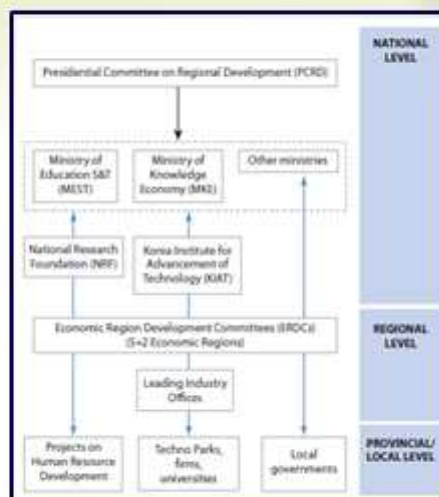 NATIONAL
LEVEL
Presidential Committee on Regional Development (PCRD)
Ministry of
Education S&T
(MEST)
Ministry of
Knowledge
Economy (MKE)
Other ministries
National Research
Foundation (NRF)
Korea Institute for
Advancement of
Technology (KIAT)
Economic Region Development Committees (ERDCs)
(5+2 Economic Regions)
REGIONAL
LEVEL
Leading Industry
Offices
Projects on
Human Resource
Development
Techno Parks,
firms,
universities
Local
governments
PROVINCIAL/
LOCAL LEVEL